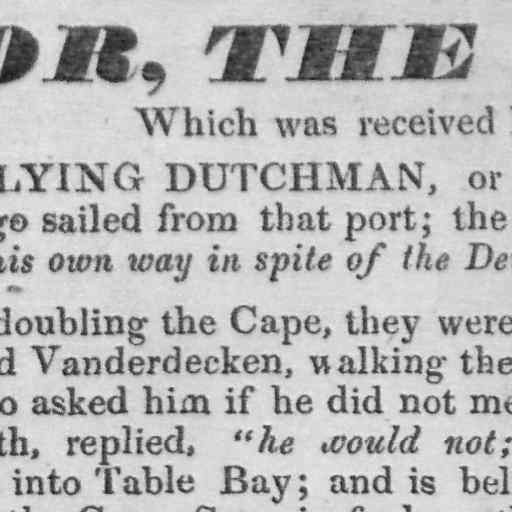 OR, THE
Which was received
LYING DUTCHMAN, or
go sailed from that port; the
his own way in spite of the De
doubling the Cape, they were
d Vanderdecken, walking the
o asked him if he did not me
th, replied, "he would not;
into Table Bay; and is bel